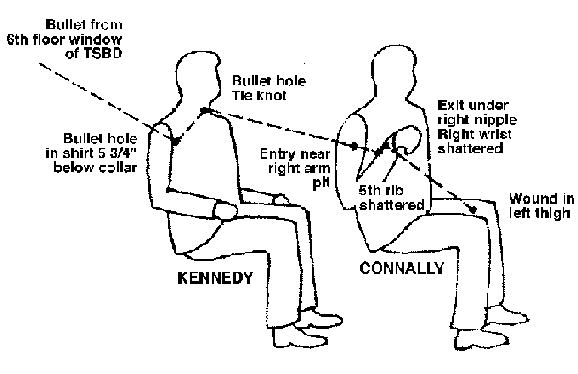 Bullet from
6th floor window
of TSBD
Bullet hole
Tie knot
Bullet hole
in shirt 5 3/4"
below collar
Entry near
right arm
pH
Exit under
right nipple
Right wrist
shattered
5th rib
shattered
Wound in
left thigh
KENNEDY
CONNALLY